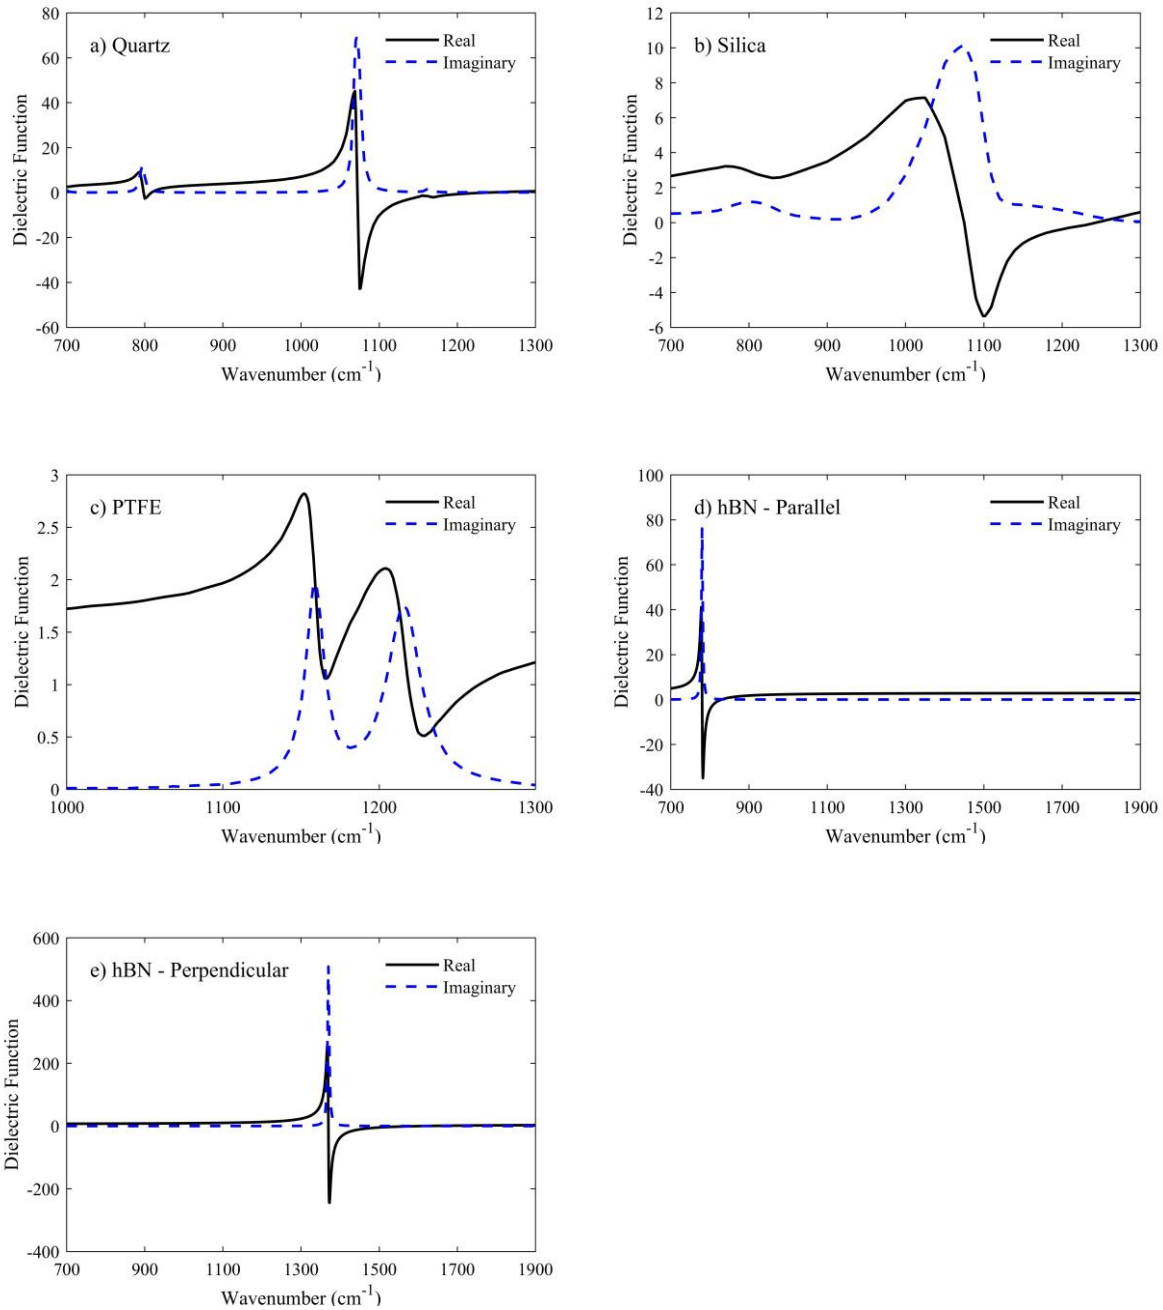 a) Quartz
Real
Imaginary
80
60
40
20
0
-20
-40
-60
Dielectric Function
700 800 900 1000 1100 1200 1300
Wavenumber (cm-1)
b) Silica
Real
Imaginary
12
10
8
6
4
2
0
-2
-4
-6
Dielectric Function
700 800 900 1000 1100 1200 1300
Wavenumber (cm-1)
c) PTFE
Real
Imaginary
3
2.5
2
1.5
1
0.5
0
Dielectric Function
1000 1100 1200 1300
Wavenumber (cm-1)
d) hBN - Parallel
Real
Imaginary
100
80
60
40
20
0
-20
-40
Dielectric Function
700 900 1100 1300 1500 1700 1900
Wavenumber (cm-1)
e) hBN - Perpendicular
Real
Imaginary
600
400
200
0
-200
-400
Dielectric Function
700 900 1100 1300 1500 1700 1900
Wavenumber (cm-1)